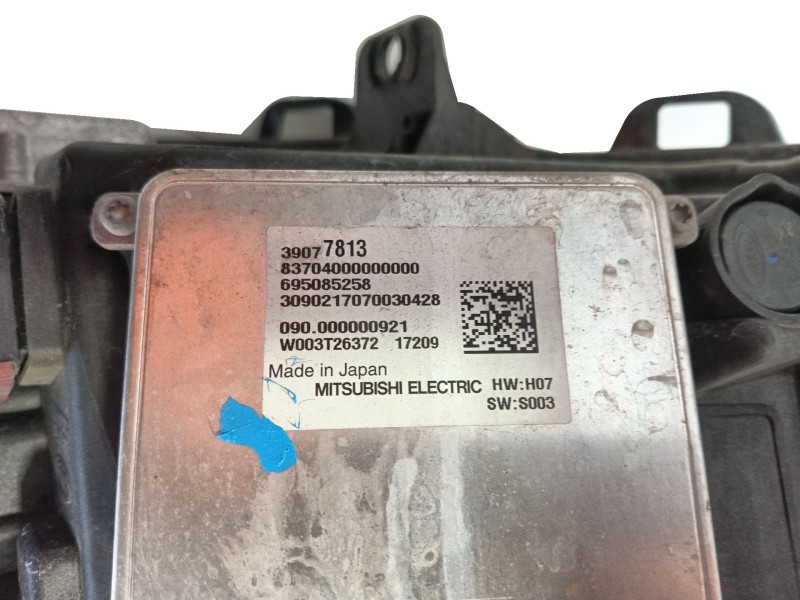 39077813
83704000000000
695085258
3090217070030428
090.000000921
W003T26372 17209
Made in Japan
MITSUBISHI ELECTRIC HW:H07
SW:S003